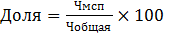 Доля = Чмсп / Чобщая × 100